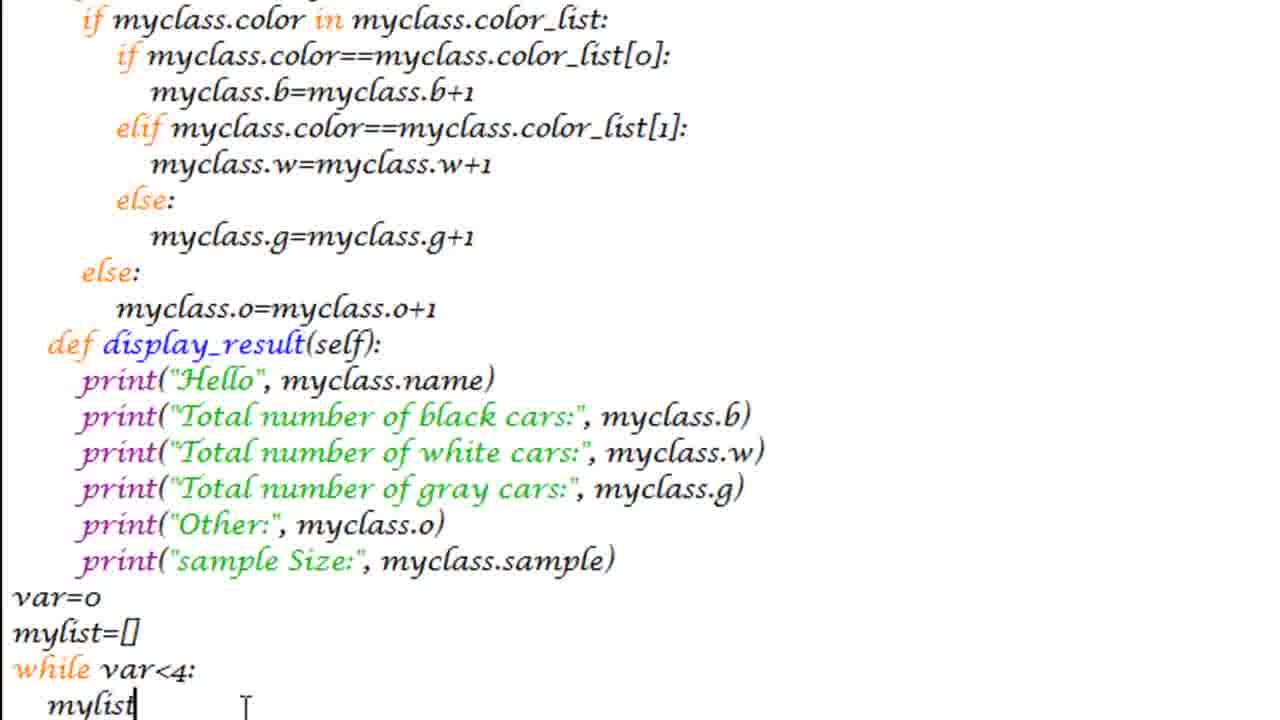 if myclass.color in myclass.color_list:
if myclass.color==myclass.color_list[0]:
myclass.b=myclass.b+1
elif myclass.color==myclass.color_list[1]:
myclass.w=myclass.w+1
else:
myclass.g=myclass.g+1
else:
myclass.o=myclass.o+1
def display_result(self):
print("Hello", myclass.name)
print("Total number of black cars:", myclass.b)
print("Total number of white cars:", myclass.w)
print("Total number of gray cars:", myclass.g)
print("Other:", myclass.o)
print("sample Size:", myclass.sample)
var=0
mylist=[]
while var<4:
mylist